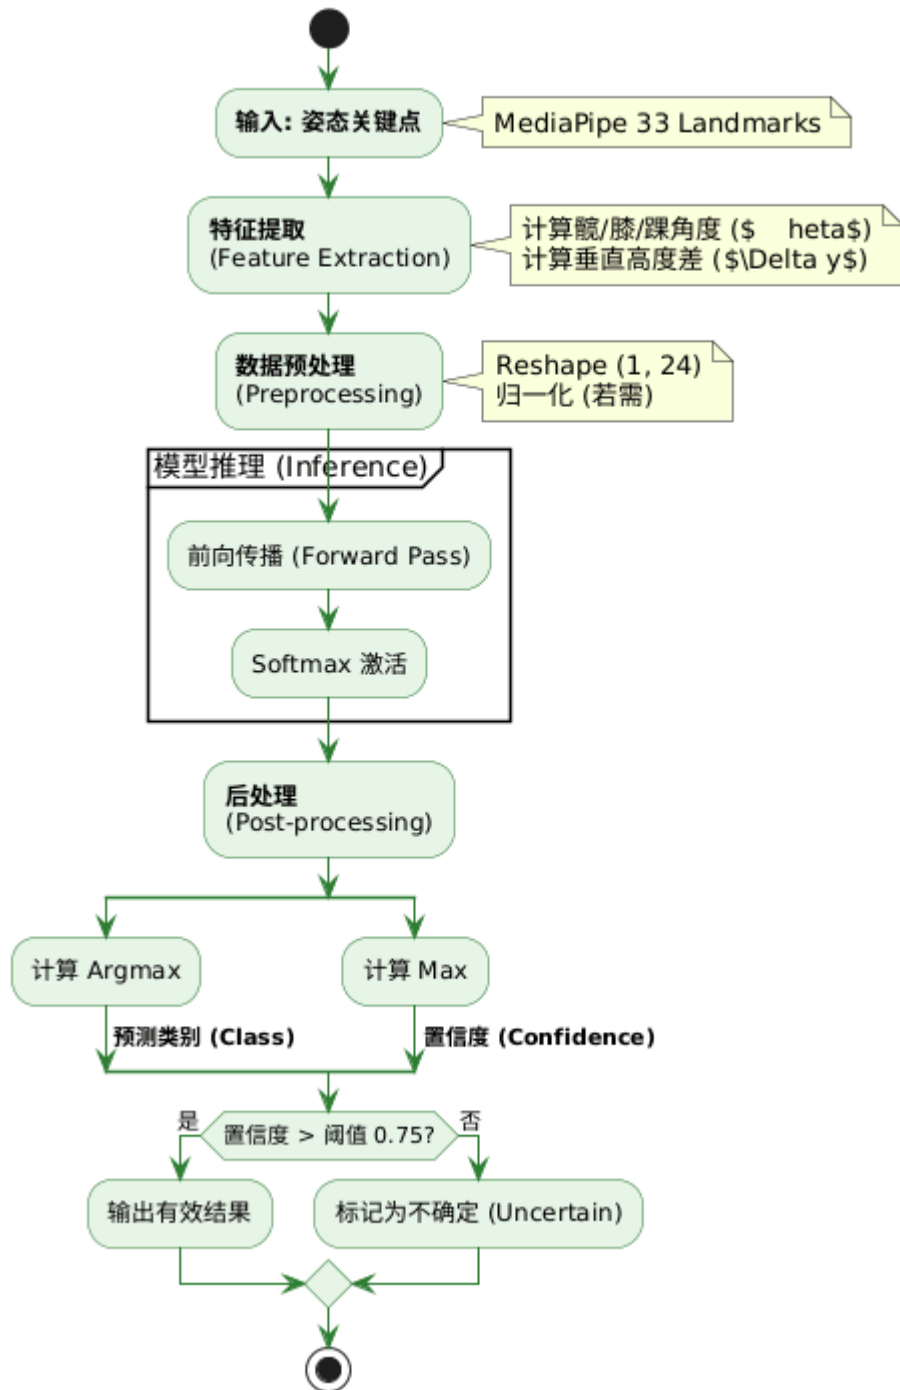 输入: 姿态关键点
MediaPipe 33 Landmarks
特征提取
(Feature Extraction)
计算髋/膝/踝角度 ($    heta$)
计算垂直高度差 ($\Delta y$)
数据预处理
(Preprocessing)
Reshape (1, 24)
归一化 (若需)
模型推理 (Inference)
前向传播 (Forward Pass)
Softmax 激活
后处理
(Post-processing)
计算 Argmax
计算 Max
预测类别 (Class)
置信度 (Confidence)
是
置信度 > 阈值 0.75?
否
输出有效结果
标记为不确定 (Uncertain)